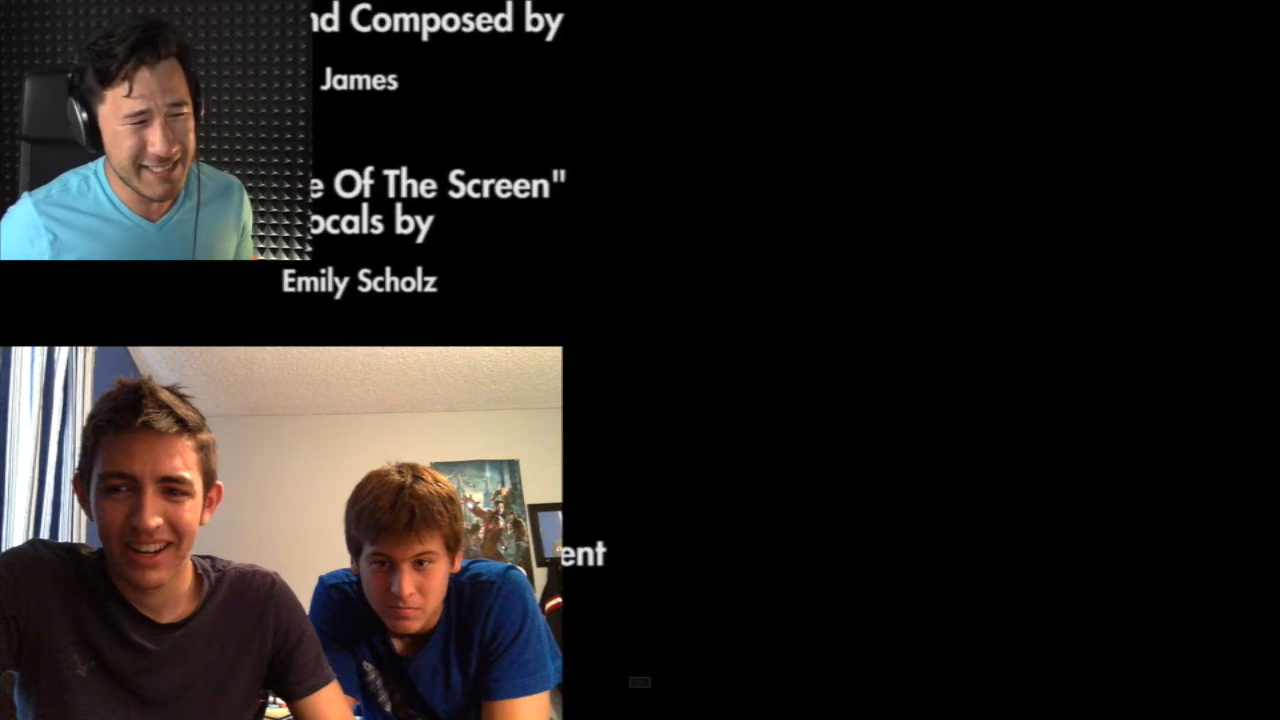 nd Composed by
James
e Of The Screen"
ocals by
Emily Scholz
ent